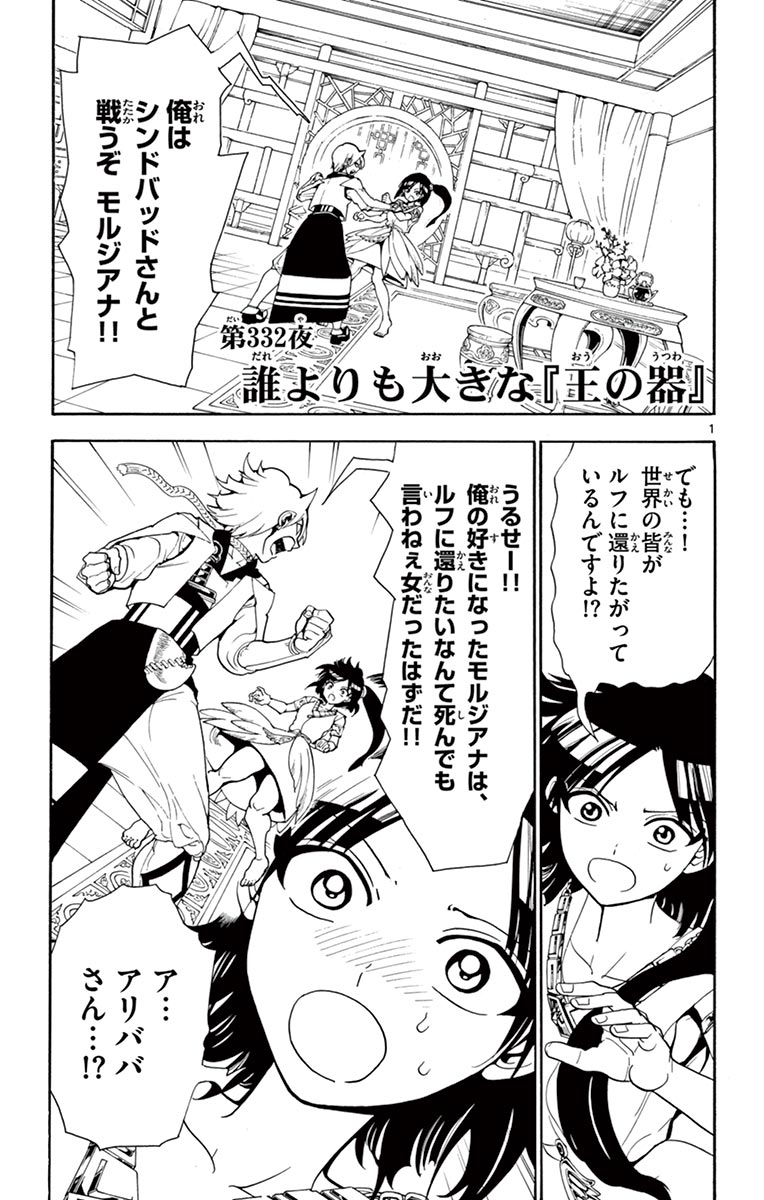 俺は
シンドバッドさんと
戦うぞ モルジアナ!!
第332夜
誰よりも大きな『王の器』
1
でも…!
世界の皆が
ルフに還りたがって
いるんですよ!?
うるせー!!
俺の好きになったモルジアナは、
ルフに還りたいなんて死んでも
言わねぇ女だったはずだ!!
ア…
アリババ
さん…!?